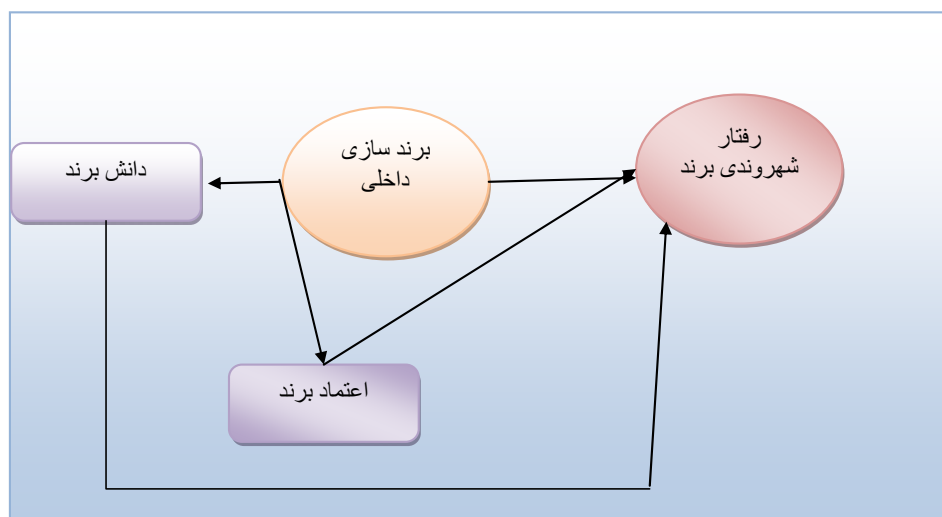 رفتار
شهروندی برند
برند سازی
داخلی
دانش برند
اعتماد برند